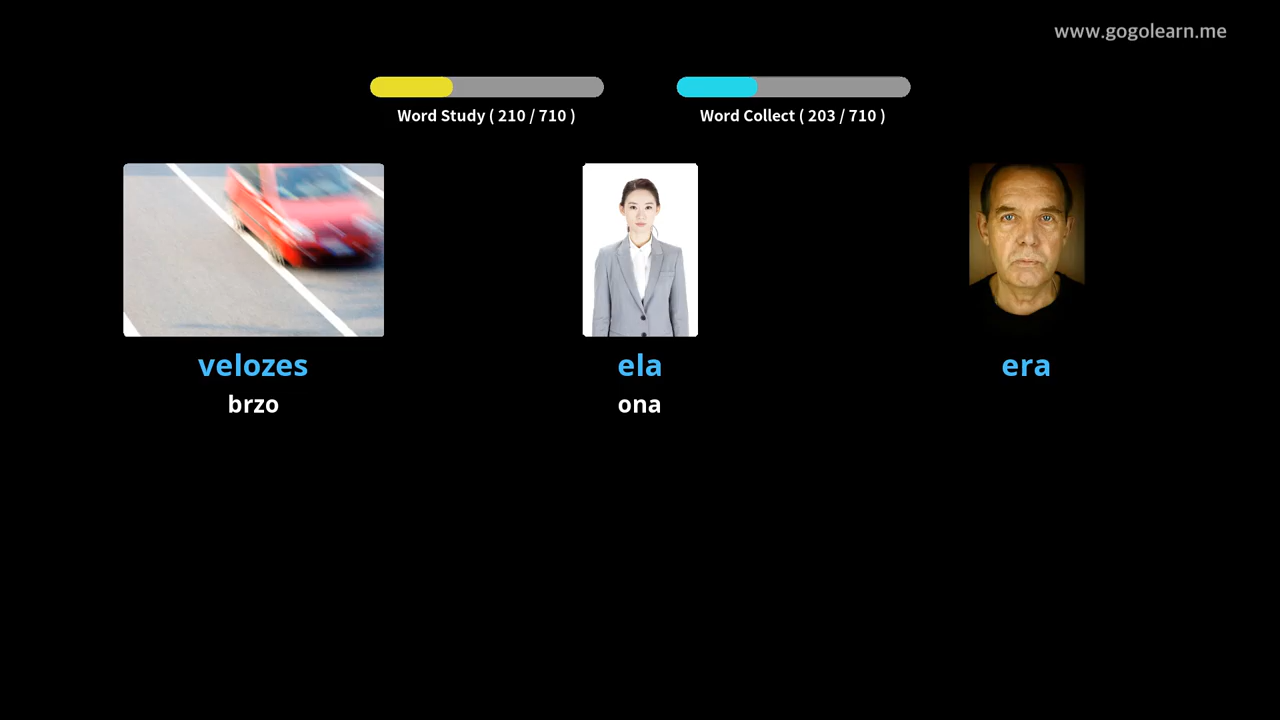 www.gogolearn.me
Word Study ( 210 / 710 )
Word Collect ( 203 / 710 )
velozes
ela
era
brzo
ona